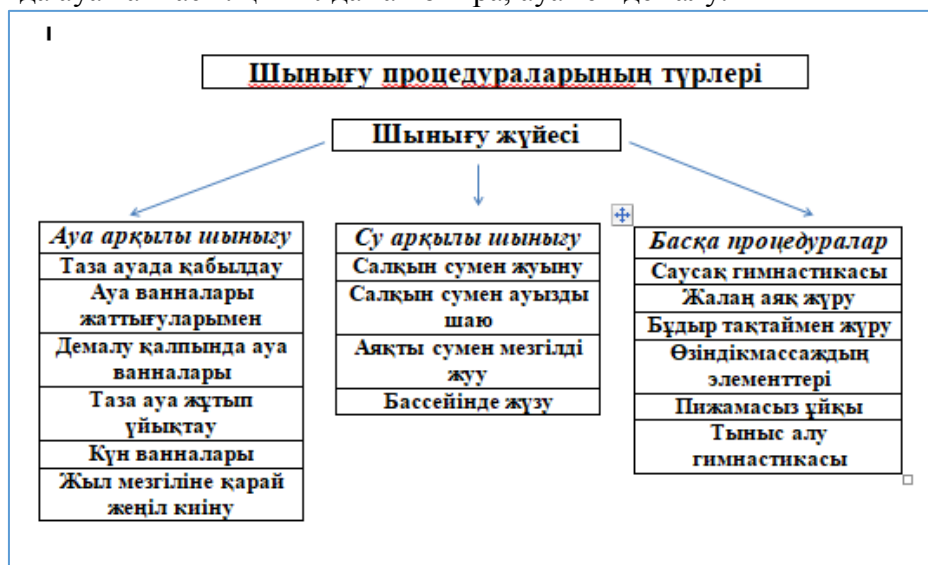 Шынығу процедураларының түрлері
Шынығу жүйесі
Ауа арқылы шынығу
Таза ауада қабылдау
Ауа ванналары
жаттығуларымен
Демалу қалпында ауа
ванналары
Таза ауа жұтып
ұйықтау
Күн ванналары
Жыл мезгіліне қарай
жеңіл киіну
Су арқылы шынығу
Салқын сумен жуыну
Салқын сумен ауызды
шаю
Аяқты сумен мезгілді
жуу
Бассейінде жүзу
Басқа процедуралар
Саусақ гимнастикасы
Жалаң аяқ жүру
Бұдыр тақтаймен жүру
Өзіндікмассаждың
элементтері
Пижамасыз ұйқы
Тыныс алу
гимнастикасы